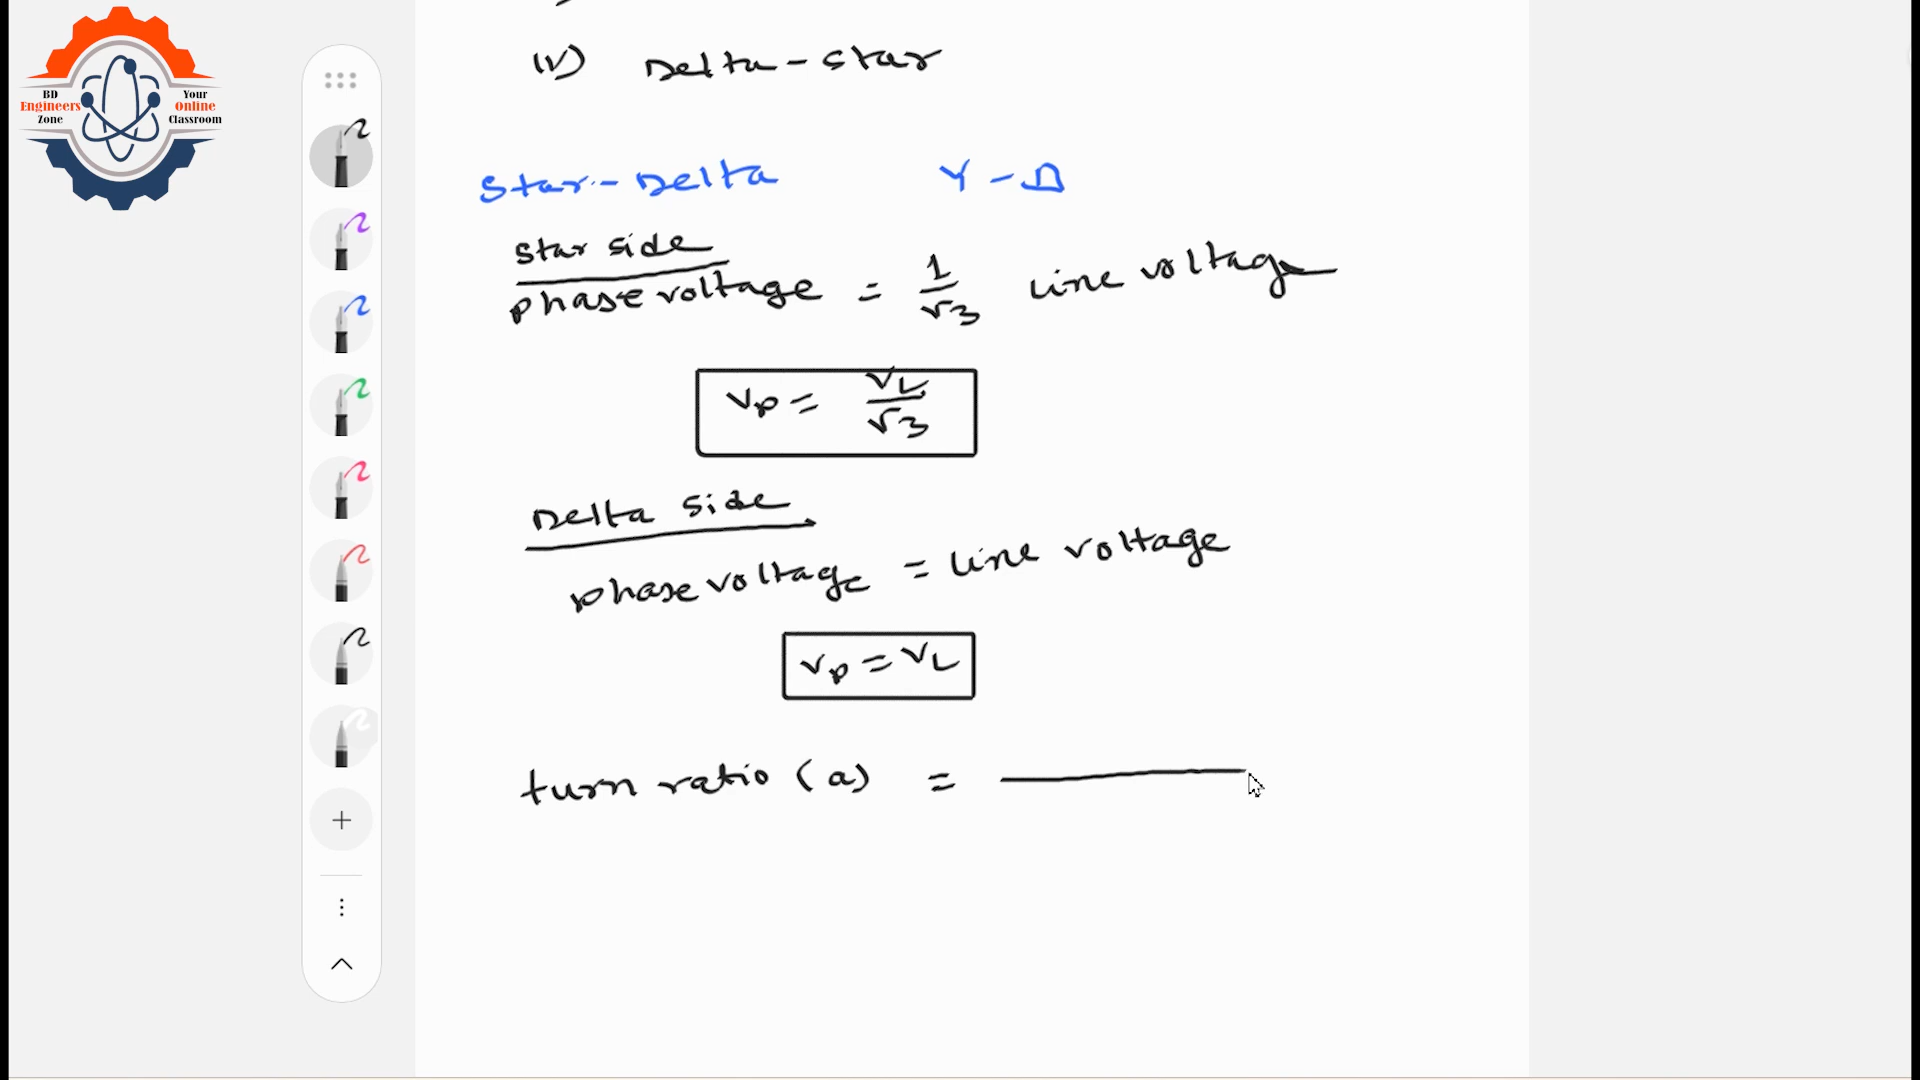 BD
Engineers
Zone
Your
Online
Classroom
(iv) Delta-star
Star-Delta Y-Δ
star side
phase voltage = 1/√3 line voltage
Vp = VL/√3
Delta side
phase voltage = line voltage
Vp = VL
turn ratio (a) =